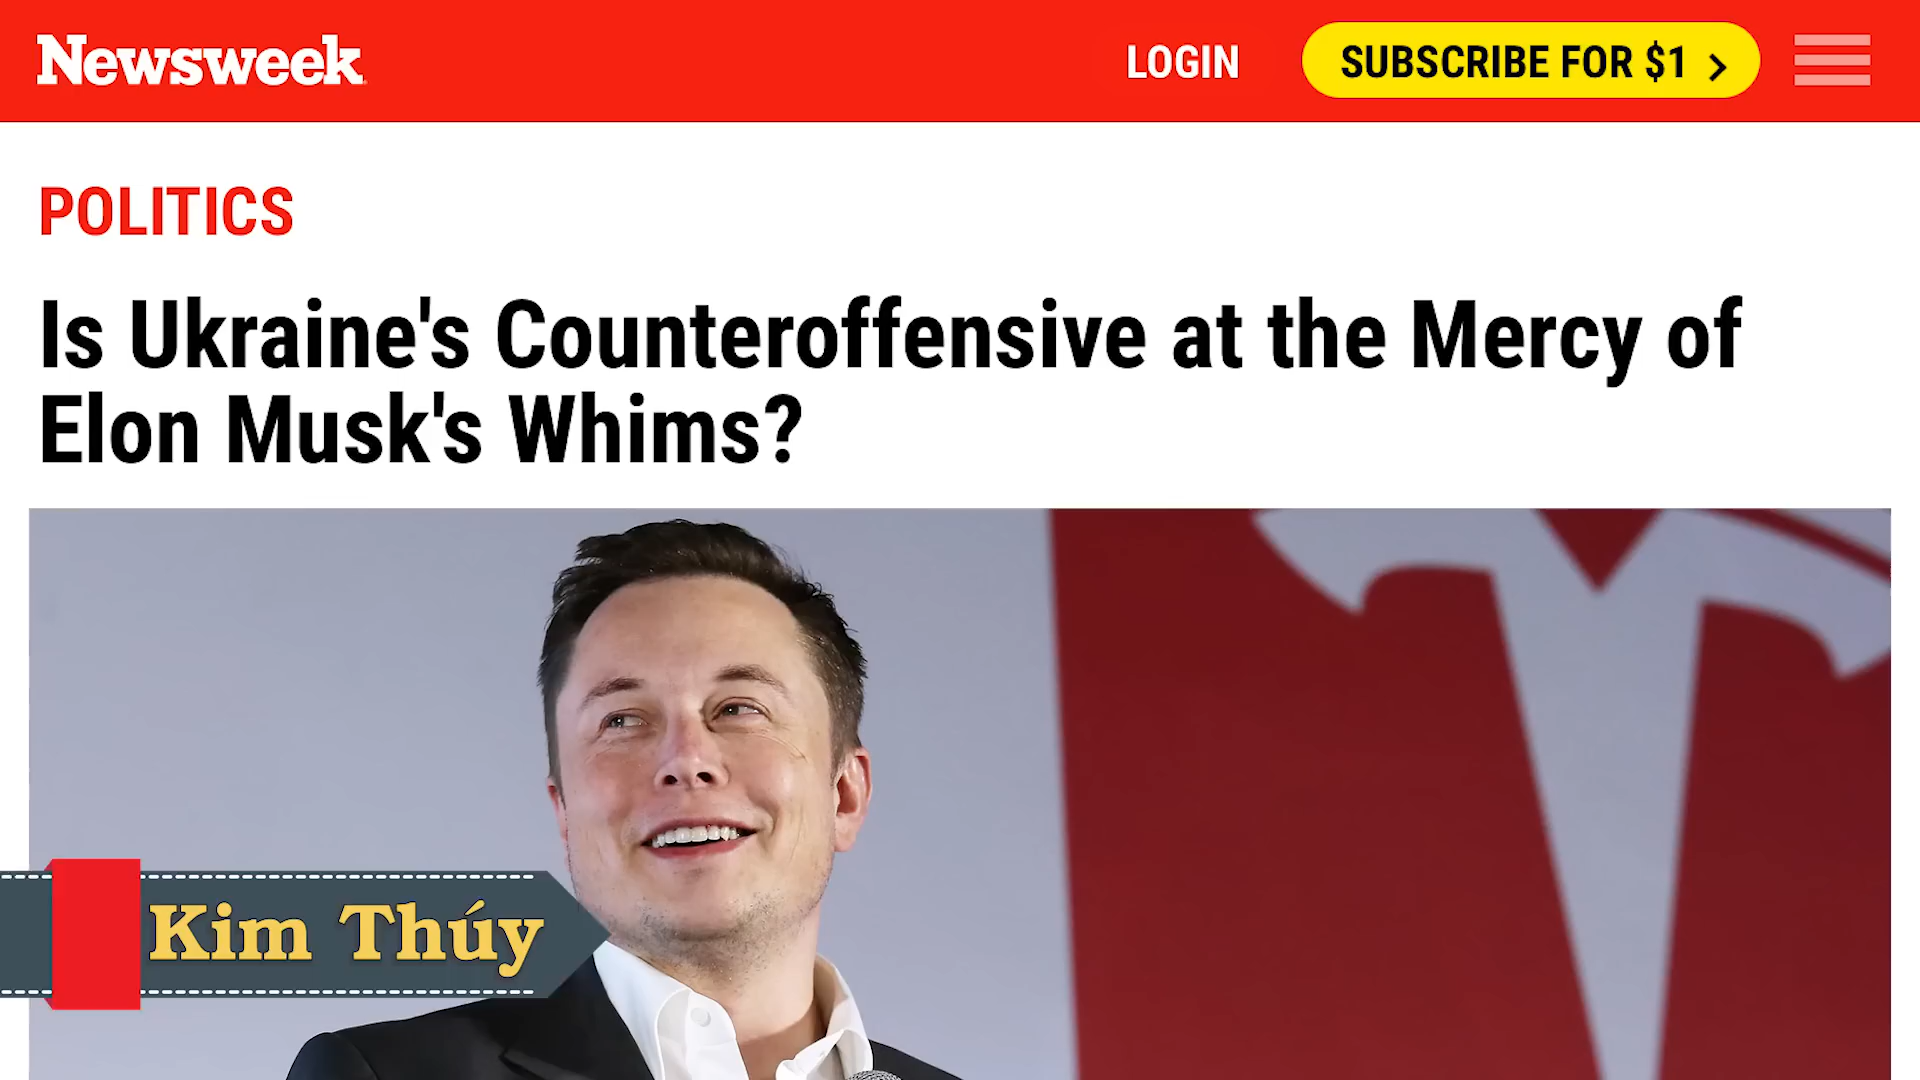 Newsweek
LOGIN
SUBSCRIBE FOR $1
POLITICS
Is Ukraine's Counteroffensive at the Mercy of
Elon Musk's Whims?
Kim Thúy